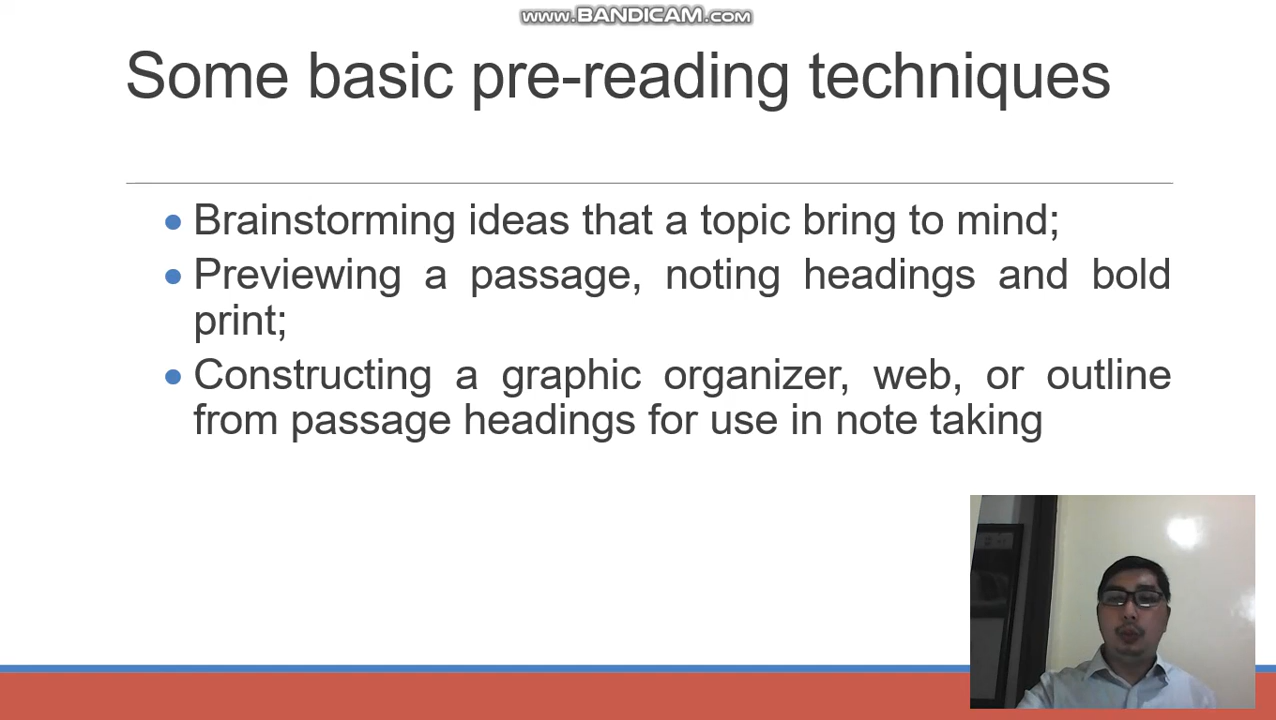 www.BANDICAM.com
Some basic pre-reading techniques
• Brainstorming ideas that a topic bring to mind;
• Previewing a passage, noting headings and bold
print;
• Constructing a graphic organizer, web, or outline
from passage headings for use in note taking